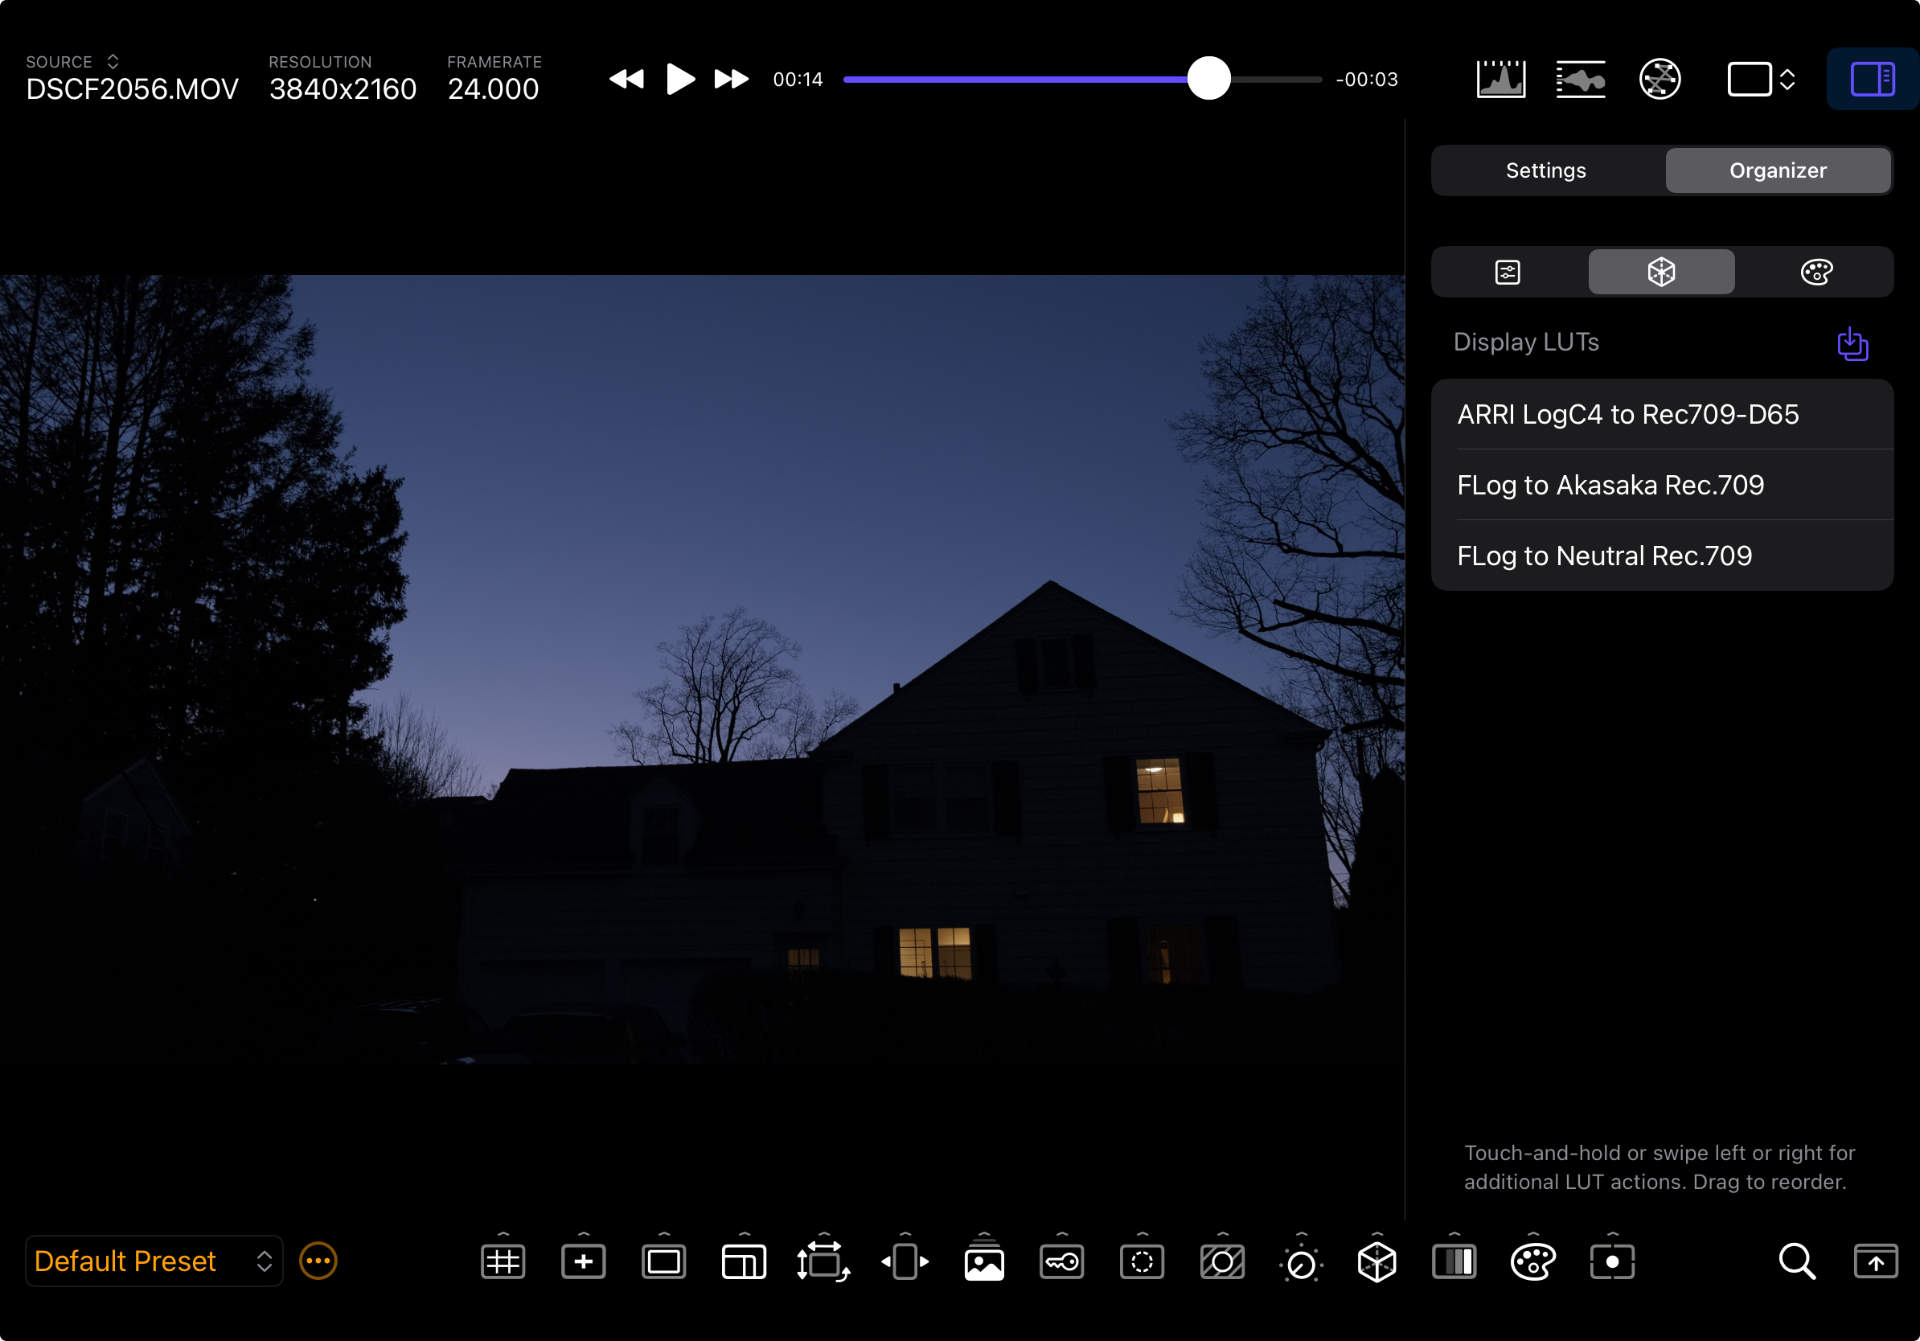 SOURCE
DSCF2056.MOV
RESOLUTION
3840x2160
FRAMERATE
24.000
00:14
-00:03
Settings
Organizer
Display LUTs
ARRI LogC4 to Rec709-D65
FLog to Akasaka Rec.709
FLog to Neutral Rec.709
Touch-and-hold or swipe left or right for
additional LUT actions. Drag to reorder.
Default Preset